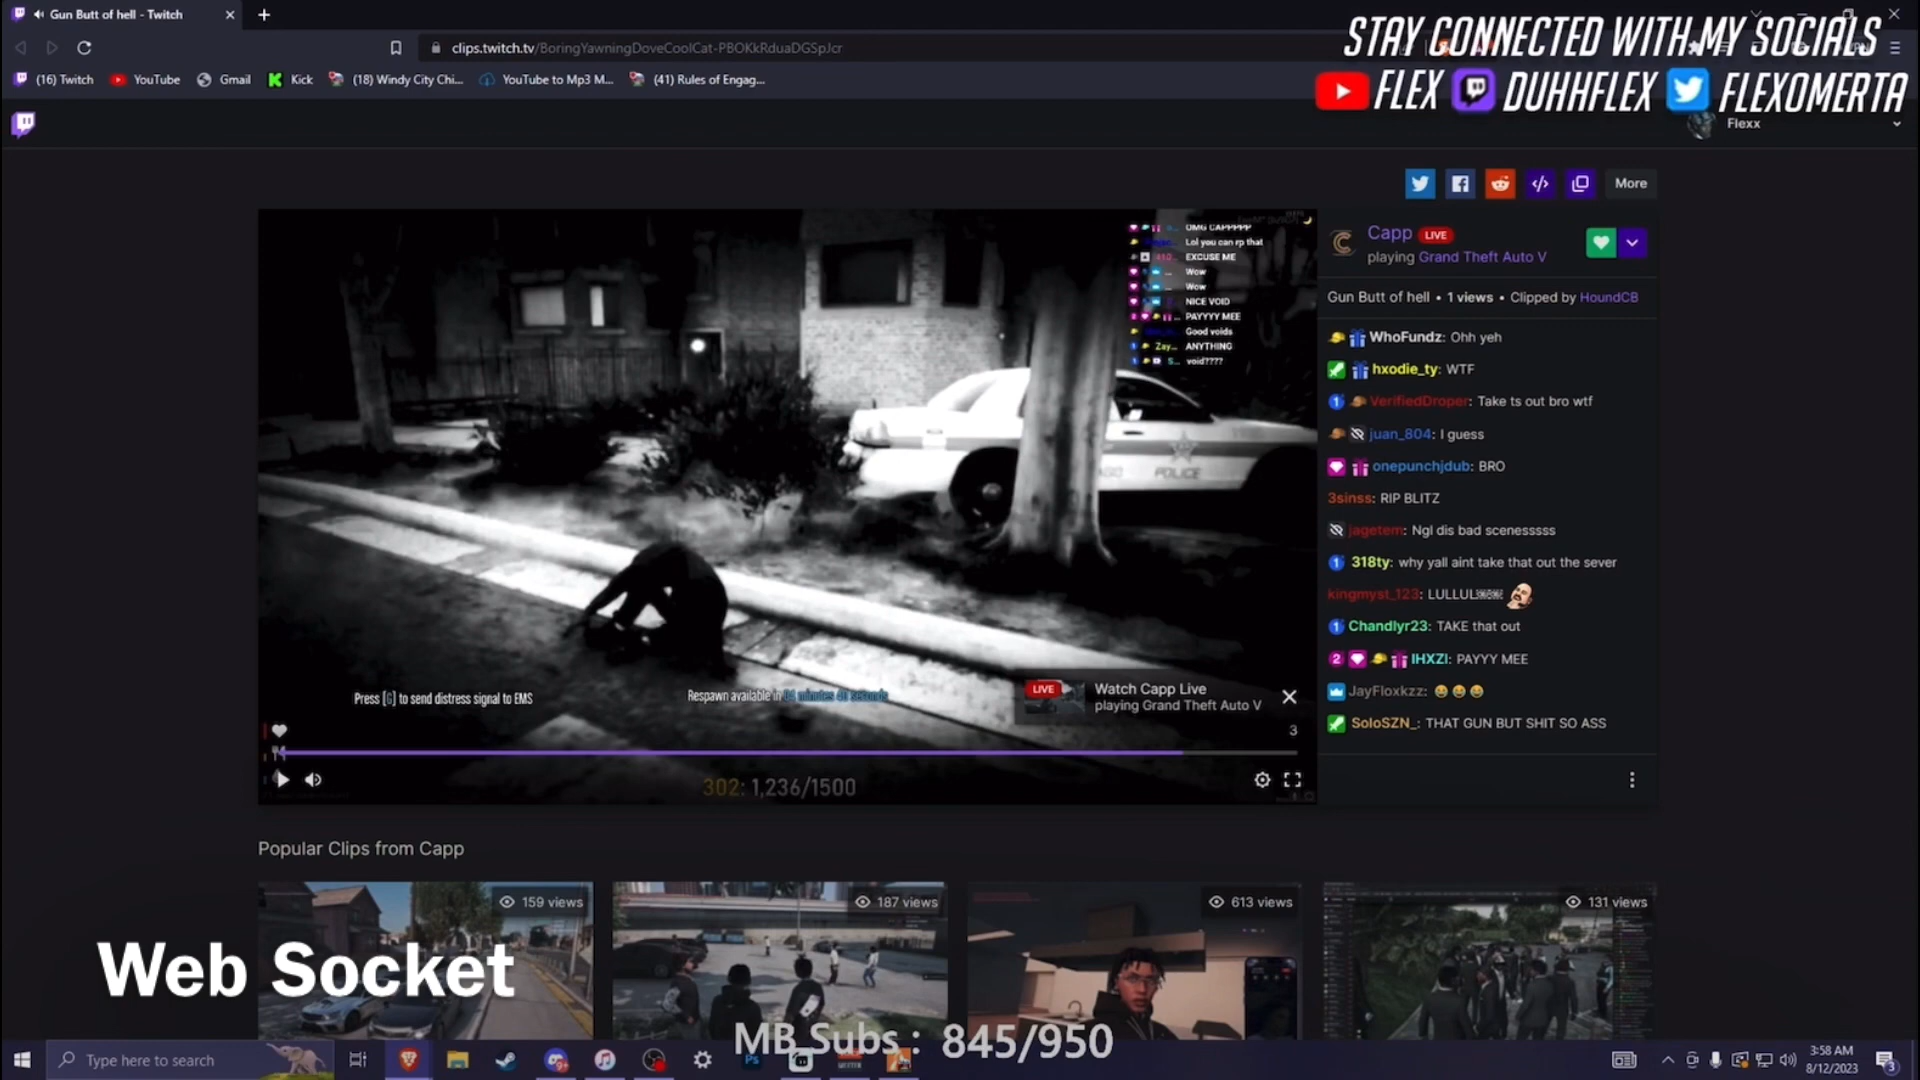 Gun Butt of hell - Twitch
STAY CONNECTED WITH MY SOCIALS
clips.twitch.tv/BoringYawningDoveCoolCat-PBOKkRduaDGSpJcr
(16) Twitch YouTube Gmail Kick (18) Windy City Chi... YouTube to Mp3 M... (41) Rules of Engag...
FLEX DUHHFLEX FLEXOMERTA
Flexx
More
Capp LIVE
playing Grand Theft Auto V
Gun Butt of hell • 1 views • Clipped by HoundCB
OMG CAPPPPP
Lol you can rp that
EXCUSE ME
Wow
Wow
NICE VOID
PAYYYY MEE
Good voids
Zay... ANYTHING
S... void????
WhoFundz: Ohh yeh
hxodie_ty: WTF
VerifiedDroper: Take ts out bro wtf
juan_804: I guess
onepunchjdub: BRO
3sinss: RIP BLITZ
jagetem: Ngl dis bad scenesssss
318ty: why yall aint take that out the sever
kingmyst_123: LULLUL
Chandlyr23: TAKE that out
2 IHXZI: PAYYY MEE
JayFloxkzz: 😂 😂 😂
SoloSZN_: THAT GUN BUT SHIT SO ASS
POLICE
Press [G] to send distress signal to EMS
Respawn available in 04 minutes 40 seconds
LIVE
Watch Capp Live
playing Grand Theft Auto V
3
302: 1,236/1500
Popular Clips from Capp
159 views
187 views
613 views
131 views
Web Socket
MB Subs : 845/950
Type here to search
3:58 AM
8/12/2023
3